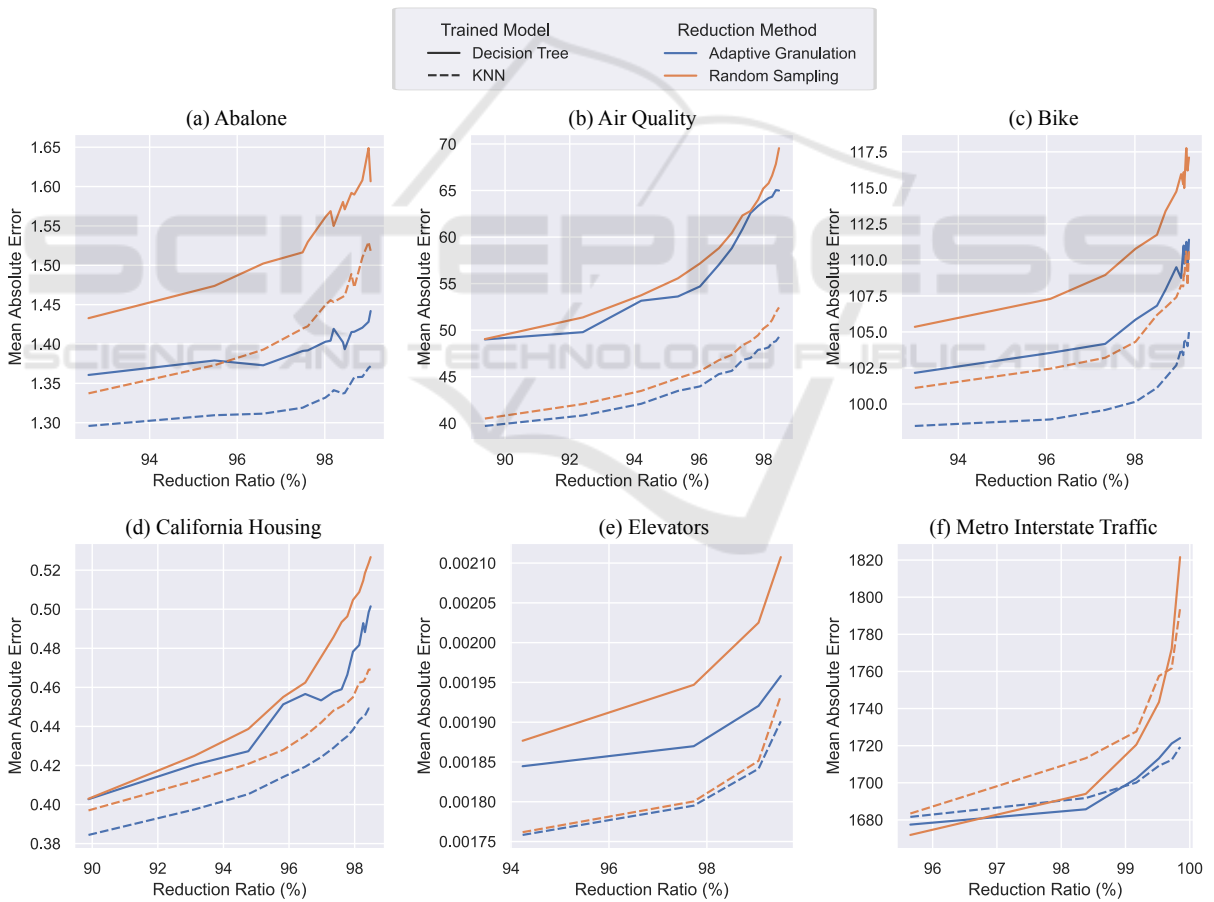 Trained Model Reduction Method
Decision Tree Adaptive Granulation
KNN Random Sampling
(a) Abalone
1.65
1.60
1.55
1.50
1.45
1.40
1.35
1.30
Mean Absolute Error
94 96 98
Reduction Ratio (%)
(b) Air Quality
70
65
60
55
50
45
40
Mean Absolute Error
90 92 94 96 98
Reduction Ratio (%)
(c) Bike
117.5
115.0
112.5
110.0
107.5
105.0
102.5
100.0
Mean Absolute Error
94 96 98
Reduction Ratio (%)
SCITEPRESS
SCIENCE AND TECHNOLOGY PUBLICATIONS
(d) California Housing
0.52
0.50
0.48
0.46
0.44
0.42
0.40
0.38
Mean Absolute Error
90 92 94 96 98
Reduction Ratio (%)
(e) Elevators
0.00210
0.00205
0.00200
0.00195
0.00190
0.00185
0.00180
0.00175
Mean Absolute Error
94 96 98
Reduction Ratio (%)
(f) Metro Interstate Traffic
1820
1800
1780
1760
1740
1720
1700
1680
Mean Absolute Error
96 97 98 99 100
Reduction Ratio (%)